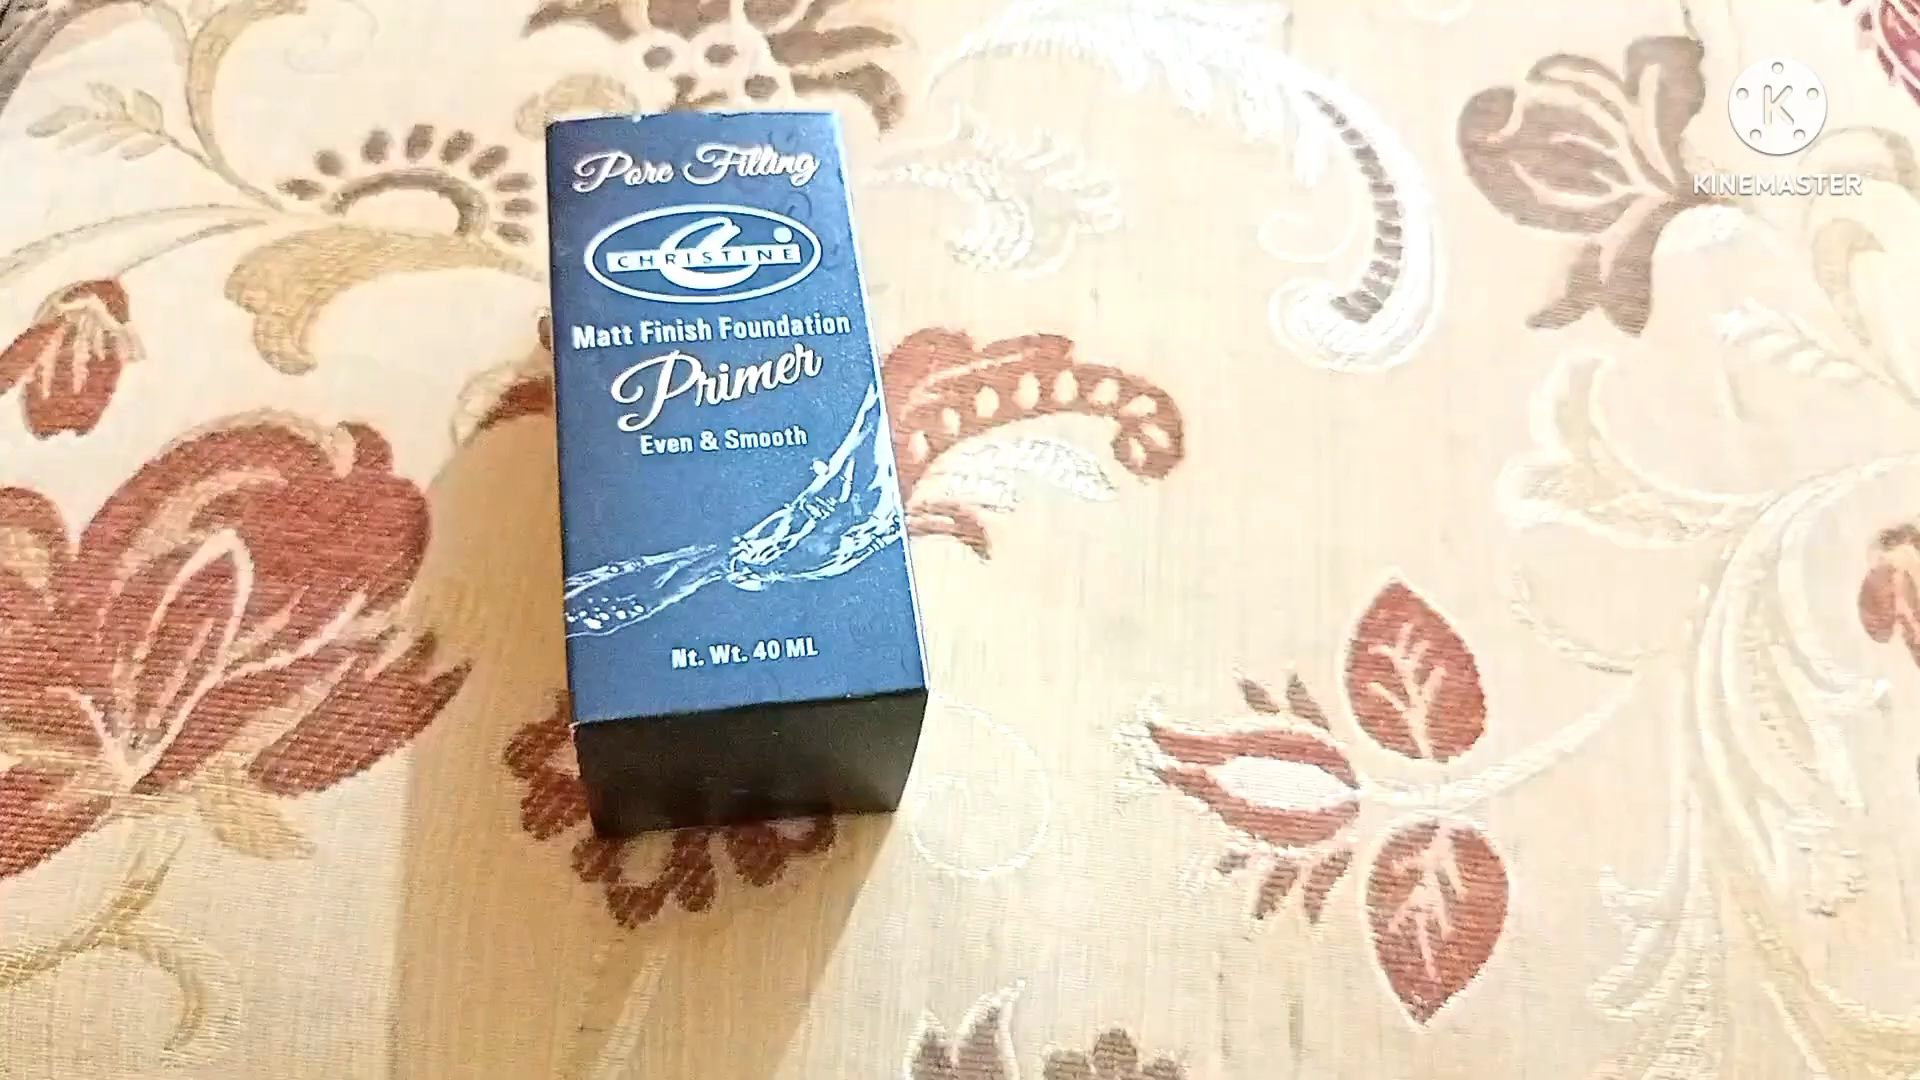 Pore Filling
CHRISTINE
Matt Finish Foundation
Primer
Even & Smooth
Nt. Wt. 40 ML
K
KINEMASTER